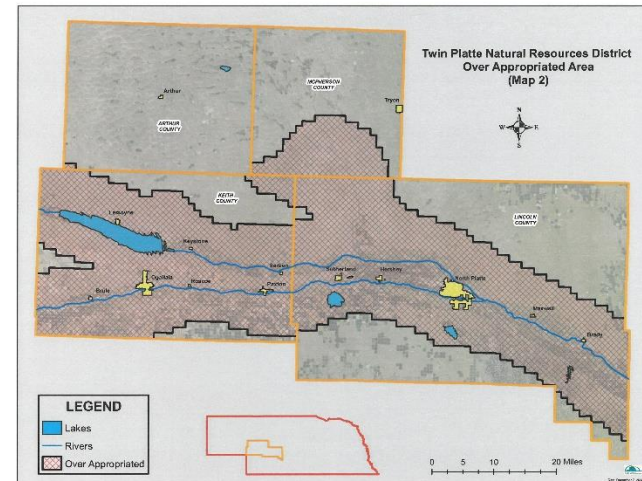 Twin Platte Natural Resources District
Over Appropriated Area
(Map 2)
N
W
E
S
MCPHERSON
COUNTY
Arthur
Tryon
ARTHUR
COUNTY
KEITH
COUNTY
LINCOLN
COUNTY
Lemoyne
Keystone
Sarben
Sutherland
Hershey
Ogallala
Roscoe
Paxton
North Platte
Brule
Maxwell
Brady
LEGEND
Lakes
Rivers
Over Appropriated
0 5 10 20 Miles